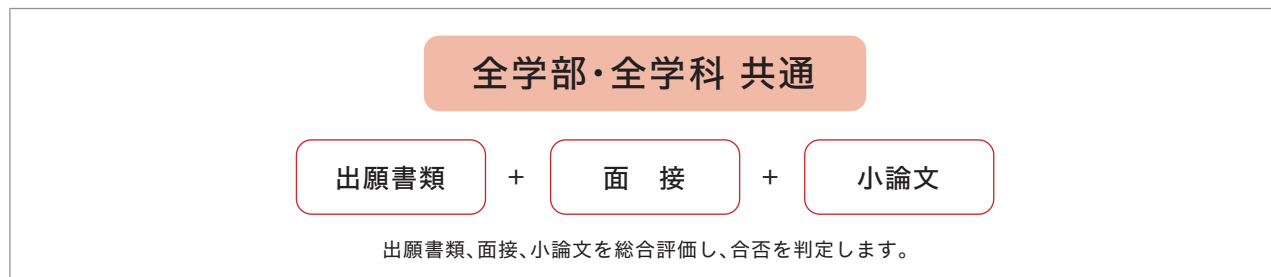 全学部・全学科 共通
出願書類 + 面 接 + 小論文
出願書類、面接、小論文を総合評価し、合否を判定します。